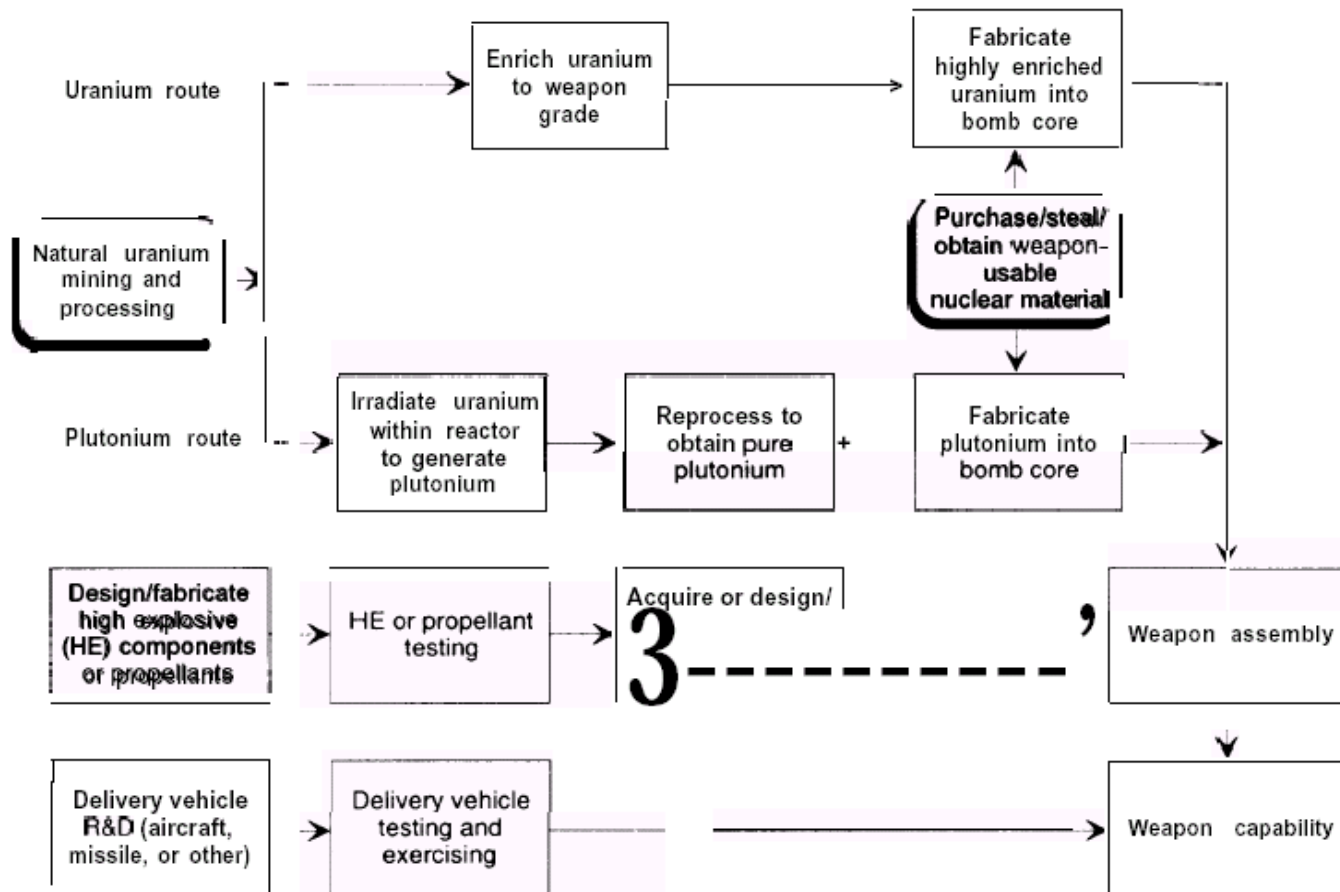 Uranium route
Enrich uranium
to weapon
grade
Fabricate
highly enriched
uranium into
bomb core
Natural uranium
mining and
processing
Purchase/steal/
obtain weapon-
usable
nuclear material
Plutonium route
Irradiate uranium
within reactor
to generate
plutonium
Reprocess to
obtain pure
plutonium
+
Fabricate
plutonium into
bomb core
Design/fabricate
high explosive
(HE) components
or propellants
HE or propellant
testing
Acquire or design/
3
,
Weapon assembly
Delivery vehicle
R&D (aircraft,
missile, or other)
Delivery vehicle
testing and
exercising
Weapon capability